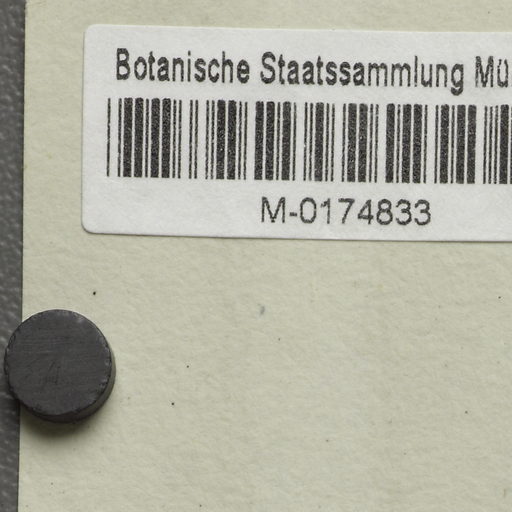 Botanische Staatssammlung Mü
M-0174833